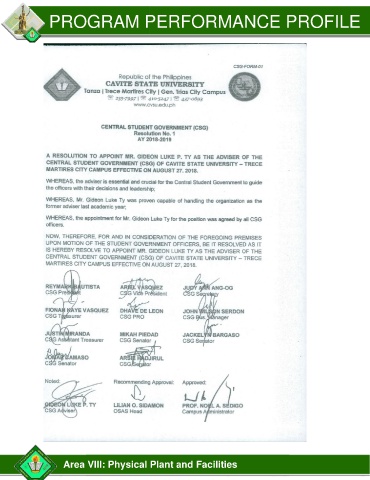 PROGRAM PERFORMANCE PROFILE
CSG-FORM-01
Republic of the Philippines
CAVITE STATE UNIVERSITY
Tanza | Trece Martires City | Gen. Trias City Campus
www.cvsu.edu.ph
CENTRAL STUDENT GOVERNMENT (CSG)
Resolution No. 1
AY 2018-2019
A RESOLUTION TO APPOINT MR. GIDEON LUKE P. TY AS THE ADVISER OF THE
CENTRAL STUDENT GOVERNMENT (CSG) OF CAVITE STATE UNIVERSITY – TRECE
MARTIRES CITY CAMPUS EFFECTIVE ON AUGUST 27, 2018.
WHEREAS, the adviser is essential and crucial for the Central Student Government to guide
the officers with their decisions and leadership;
WHEREAS, Mr. Gideon Luke Ty was proven capable of handling the organization as the
former adviser last academic year;
WHEREAS, the appointment for Mr. Gideon Luke Ty for the position was agreed by all CSG
officers.
NOW, THEREFORE, FOR AND IN CONSIDERATION OF THE FOREGOING PREMISES
UPON MOTION OF THE STUDENT GOVERNMENT OFFICERS, BE IT RESOLVED AS IT
IS HEREBY RESOLVE TO APPOINT MR. GIDEON LUKE TY AS THE ADVISER OF THE
CENTRAL STUDENT GOVERNMENT (CSG) OF CAVITE STATE UNIVERSITY – TRECE
MARTIRES CITY CAMPUS EFFECTIVE ON AUGUST 27, 2018.
REYMARK BAUTISTA ARIEL VASQUEZ JUDY ANN ANG-OG
CSG President CSG Vice President CSG Secretary
FIONAH KAYE VASQUEZ DHAVE DE LEON JOHN WILSON SERDON
CSG Treasurer CSG PRO CSG Bus. Manager
JUSTIN MIRANDA MIKAH PIEDAD JACKELYN BARGASO
CSG Assistant Treasurer CSG Senator CSG Senator
CSG Senator CSG Senator
Noted: Recommending Approval: Approved:
GIDEON LUKE P. TY LILIAN O. SIDAMON PROF. NOEL A. SEDIGO
CSG Adviser OSAS Head Campus Administrator
Area VIII: Physical Plant and Facilities